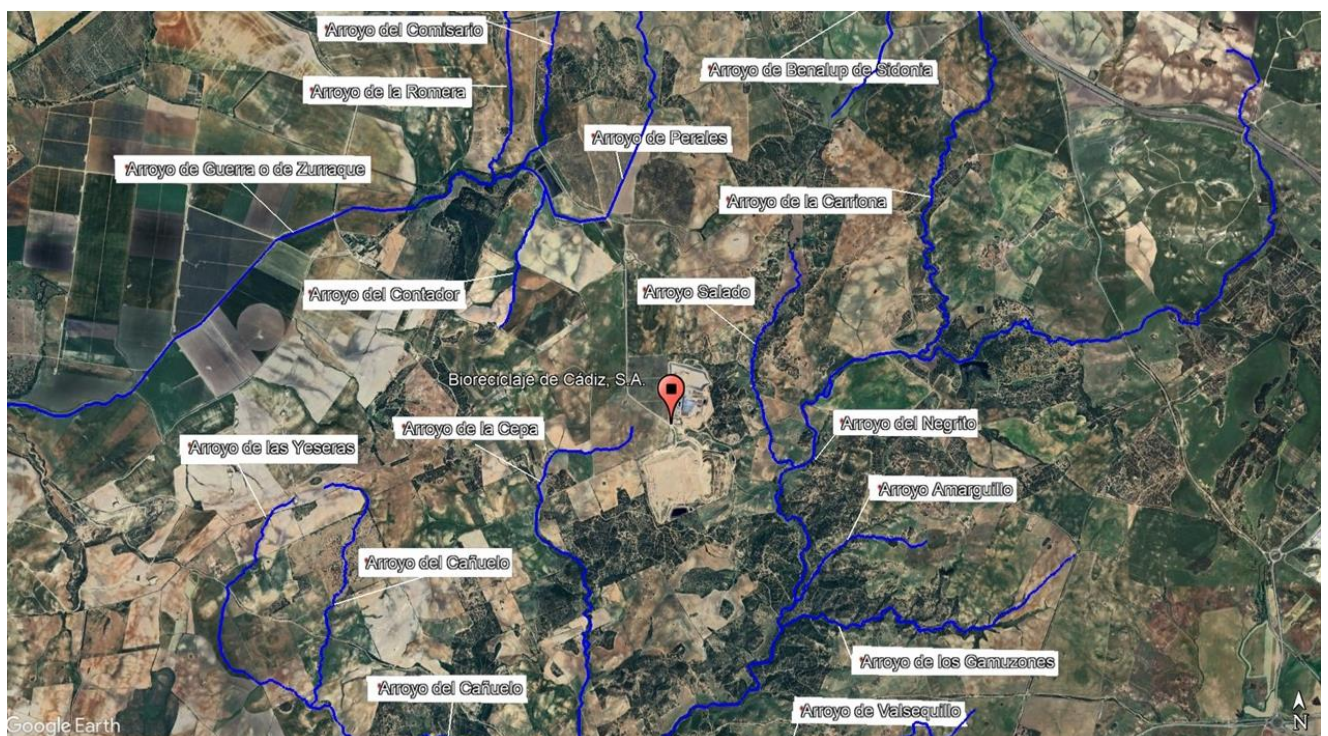 Arroyo del Comisario
Arroyo de Benalup de Sidonia
Arroyo de la Romera
Arroyo de Perales
Arroyo de Guerra o de Zurraque
Arroyo de la Carriona
Arroyo del Contador
Arroyo Salado
Bioreciclaje de Cádiz, S.A.
Arroyo de la Cepa
Arroyo del Negrito
Arroyo de las Yeseras
Arroyo Amarguillo
Arroyo del Cañuelo
Arroyo de los Gamuzones
Arroyo del Cañuelo
Arroyo de Valsequillo
Google Earth
N